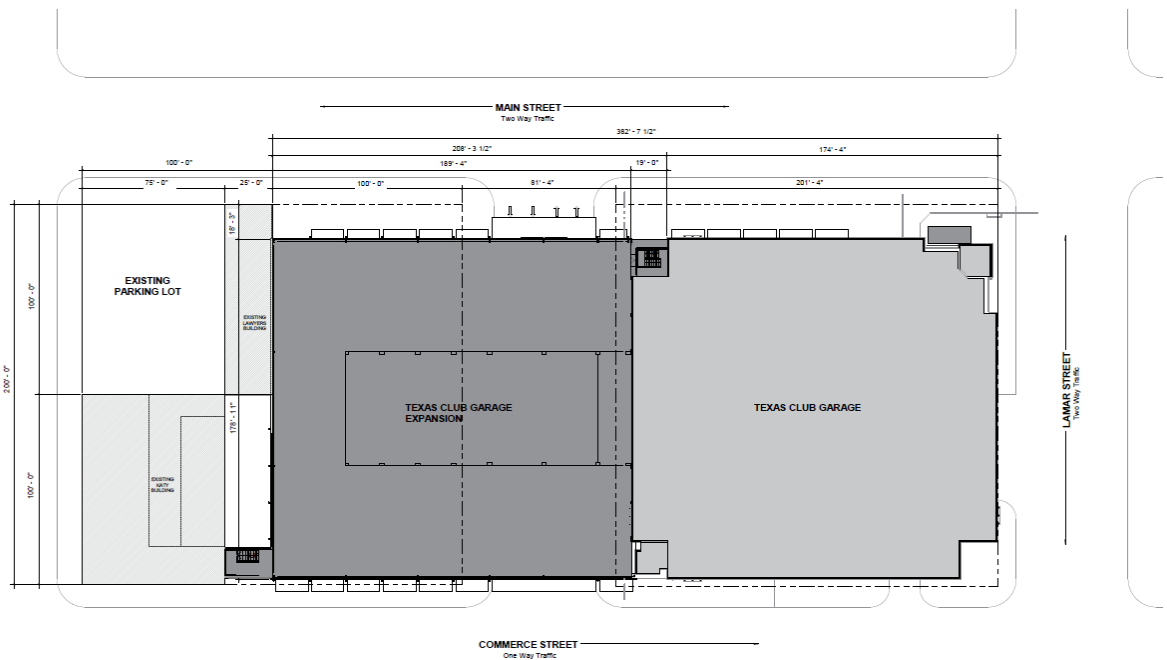 MAIN STREET
Two Way Traffic
382' - 7 1/2"
208' - 3 1/2"
174' - 4"
100' - 0"
189' - 4"
19' - 0"
75' - 0"
25' - 0"
100' - 0"
81' - 4"
201' - 4"
18' - 3"
EXISTING
PARKING LOT
100' - 0"
EXISTING
LAWYERS
BUILDING
200' - 0"
LAMAR STREET
Two Way Traffic
TEXAS CLUB GARAGE
EXPANSION
TEXAS CLUB GARAGE
178' - 11"
100' - 0"
EXISTING
KATY
BUILDING
COMMERCE STREET
One Way Traffic